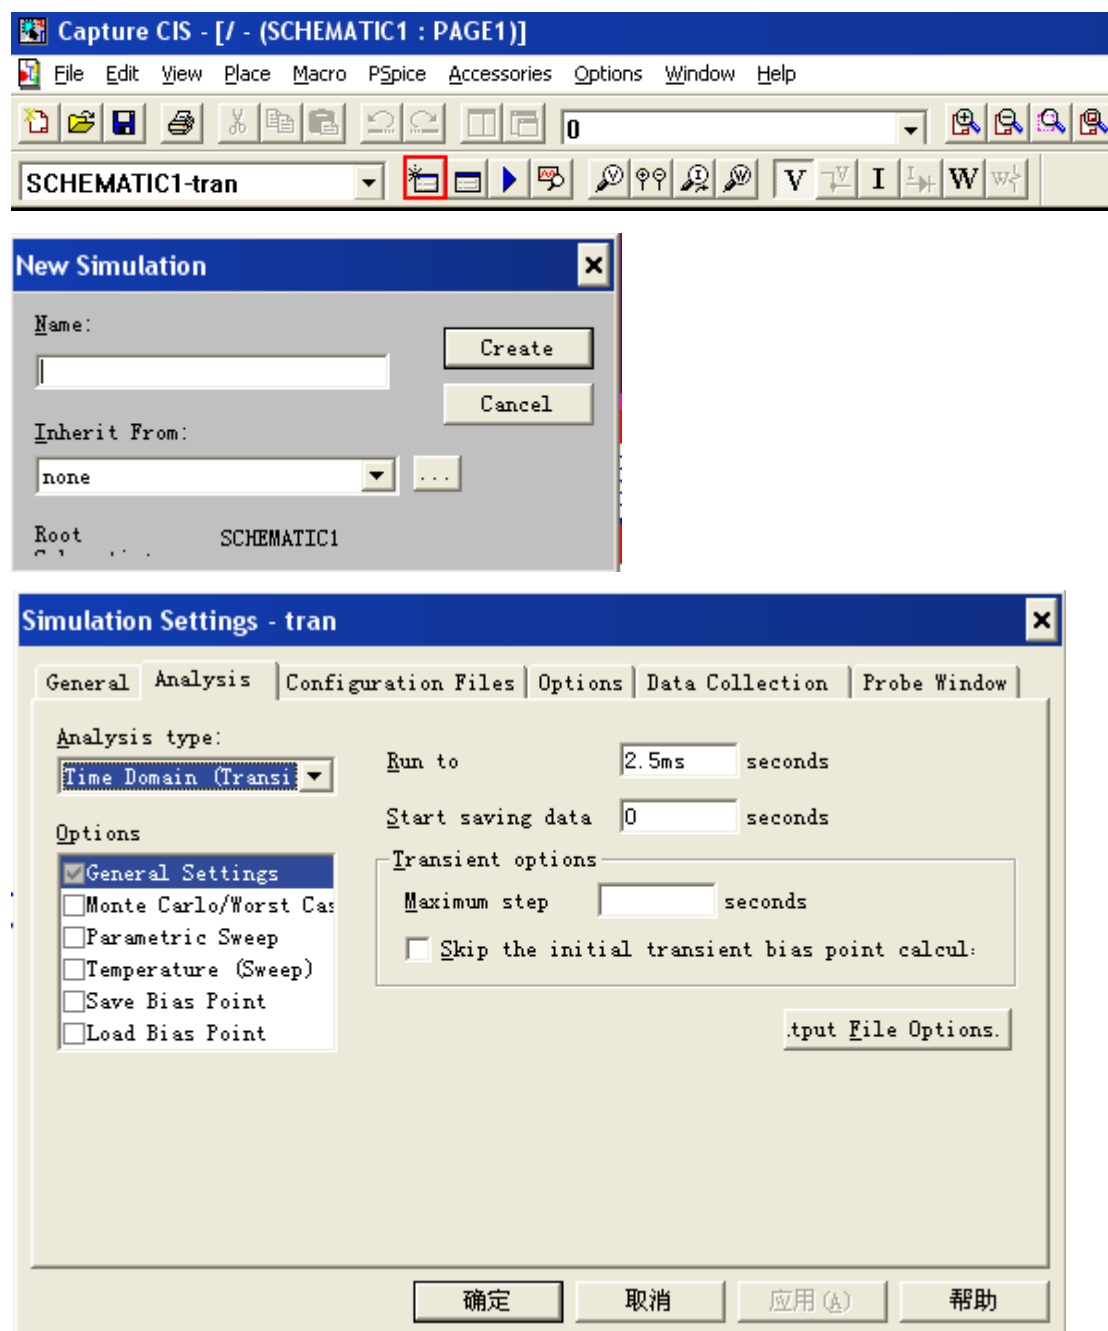 Capture CIS - [/ - (SCHEMATIC1 : PAGE1)]
File Edit View Place Macro PSpice Accessories Options Window Help
0
SCHEMATIC1-tran
V I W
New Simulation
Name:
Create
Cancel
Inherit From:
none
...
Root SCHEMATIC1
Simulation Settings - tran
General Analysis Configuration Files Options Data Collection Probe Window
Analysis type:
Time Domain (Transi
Run to 2.5ms seconds
Start saving data 0 seconds
Options
General Settings
Monte Carlo/Worst Cas
Parametric Sweep
Temperature (Sweep)
Save Bias Point
Load Bias Point
Transient options
Maximum step seconds
Skip the initial transient bias point calcul
.tput File Options.
确定 取消 应用(A) 帮助